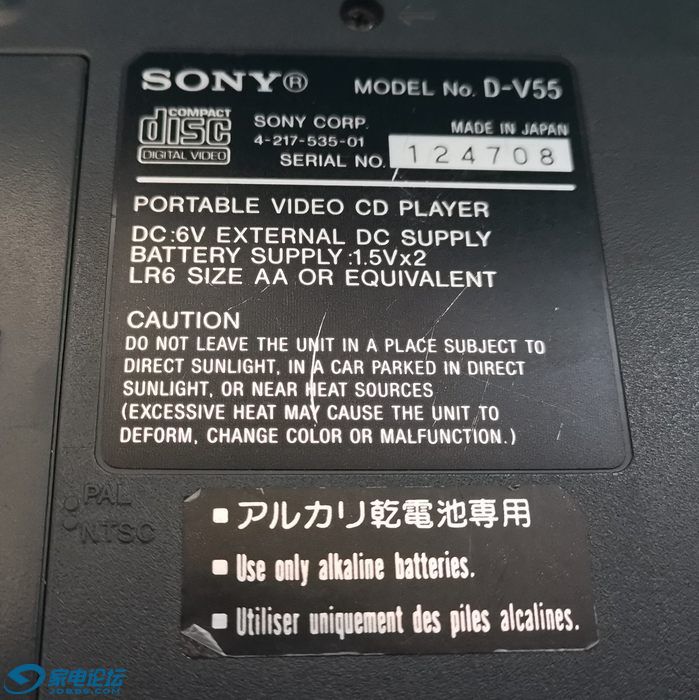 SONY® MODEL No. D-V55
COMPACT
disc
DIGITAL VIDEO
SONY CORP. MADE IN JAPAN
4-217-535-01
SERIAL NO. 124708
PORTABLE VIDEO CD PLAYER
DC:6V EXTERNAL DC SUPPLY
BATTERY SUPPLY:1.5V×2
LR6 SIZE AA OR EQUIVALENT
CAUTION
DO NOT LEAVE THE UNIT IN A PLACE SUBJECT TO
DIRECT SUNLIGHT, IN A CAR PARKED IN DIRECT
SUNLIGHT, OR NEAR HEAT SOURCES
(EXCESSIVE HEAT MAY CAUSE THE UNIT TO
DEFORM, CHANGE COLOR OR MALFUNCTION.)
PAL
NTSC
■ アルカリ乾電池専用
■ Use only alkaline batteries.
■ Utiliser uniquement des piles alcalines.
家电论坛
JDBBS.COM